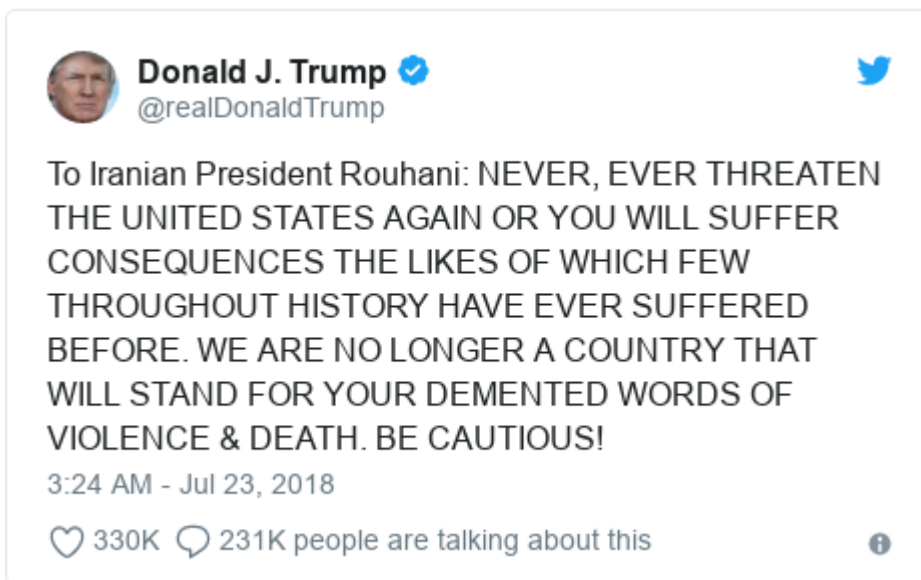 Donald J. Trump
@realDonaldTrump
To Iranian President Rouhani: NEVER, EVER THREATEN
THE UNITED STATES AGAIN OR YOU WILL SUFFER
CONSEQUENCES THE LIKES OF WHICH FEW
THROUGHOUT HISTORY HAVE EVER SUFFERED
BEFORE. WE ARE NO LONGER A COUNTRY THAT
WILL STAND FOR YOUR DEMENTED WORDS OF
VIOLENCE & DEATH. BE CAUTIOUS!
3:24 AM - Jul 23, 2018
330K 231K people are talking about this